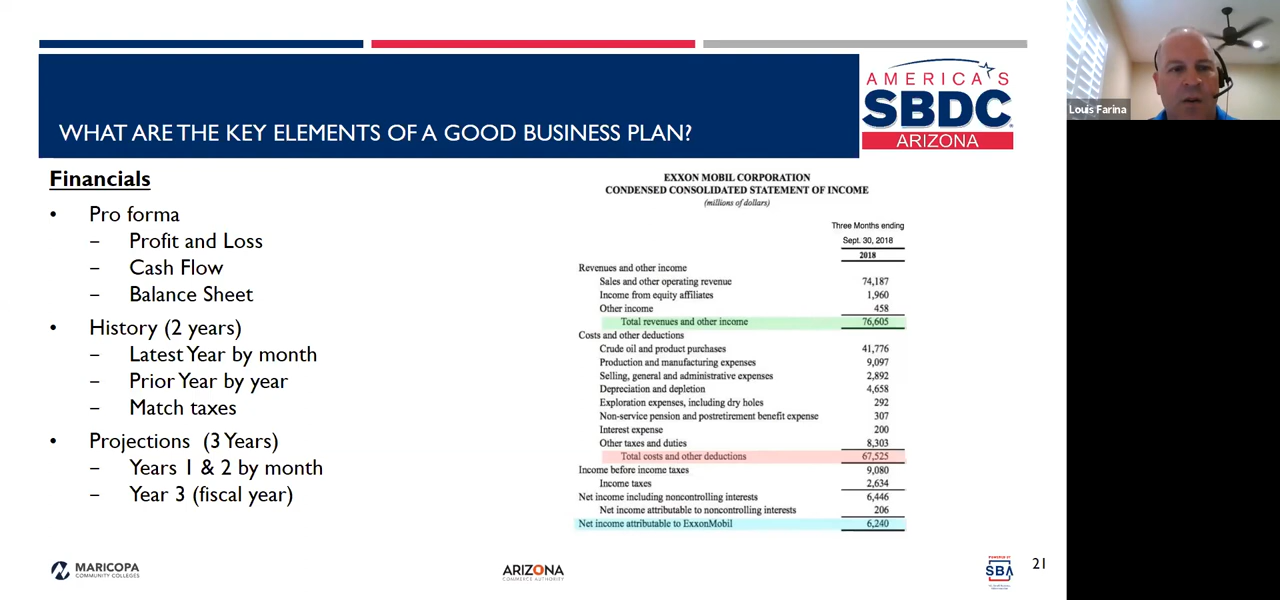 WHAT ARE THE KEY ELEMENTS OF A GOOD BUSINESS PLAN?
AMERICA'S
SBDC
ARIZONA
Louis Farina
Financials
• Pro forma
– Profit and Loss
– Cash Flow
– Balance Sheet
• History (2 years)
– Latest Year by month
– Prior Year by year
– Match taxes
• Projections (3 Years)
– Years 1 & 2 by month
– Year 3 (fiscal year)
EXXON MOBIL CORPORATION
CONDENSED CONSOLIDATED STATEMENT OF INCOME
(millions of dollars)
Three Months ending
Sept. 30, 2018
2018
Revenues and other income
Sales and other operating revenue 74,187
Income from equity affiliates 1,960
Other income 458
Total revenues and other income 76,605
Costs and other deductions
Crude oil and product purchases 41,776
Production and manufacturing expenses 9,097
Selling, general and administrative expenses 2,892
Depreciation and depletion 4,658
Exploration expenses, including dry holes 292
Non-service pension and postretirement benefit expense 307
Interest expense 200
Other taxes and duties 8,303
Total costs and other deductions 67,525
Income before income taxes 9,080
Income taxes 2,634
Net income including noncontrolling interests 6,446
Net income attributable to noncontrolling interests 206
Net income attributable to ExxonMobil 6,240
MARICOPA
COMMUNITY COLLEGES
ARIZONA
COMMERCE AUTHORITY
POWERED BY
SBA
21